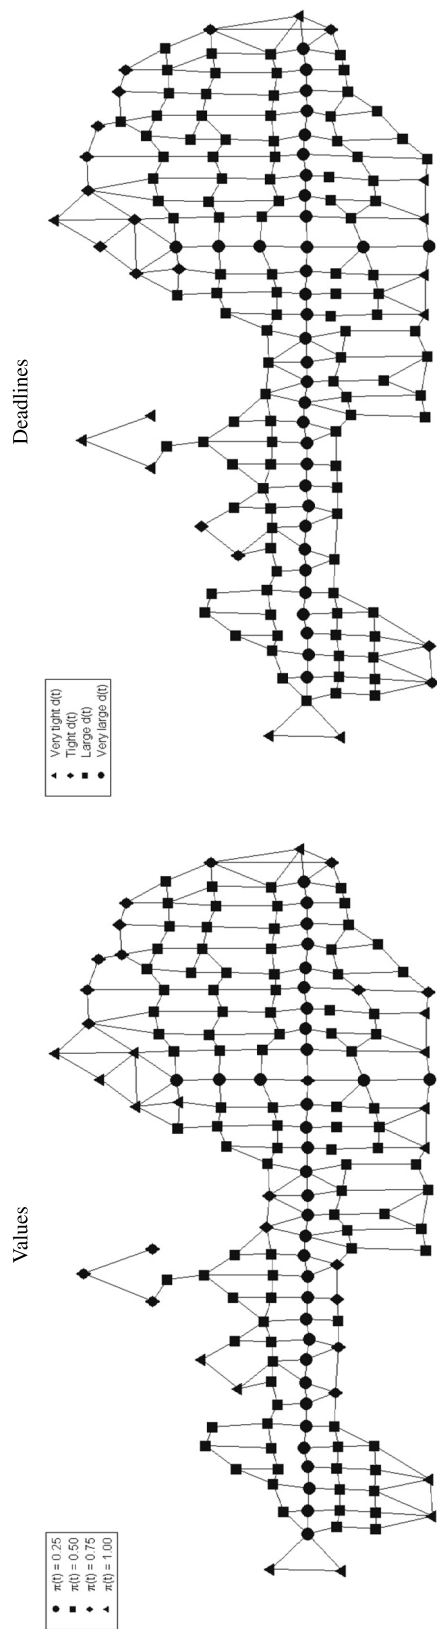 Deadlines
Very tight d(t)
Tight d(t)
Large d(t)
Very large d(t)
Values
π(t) = 0.25
π(t) = 0.50
π(t) = 0.75
π(t) = 1.00